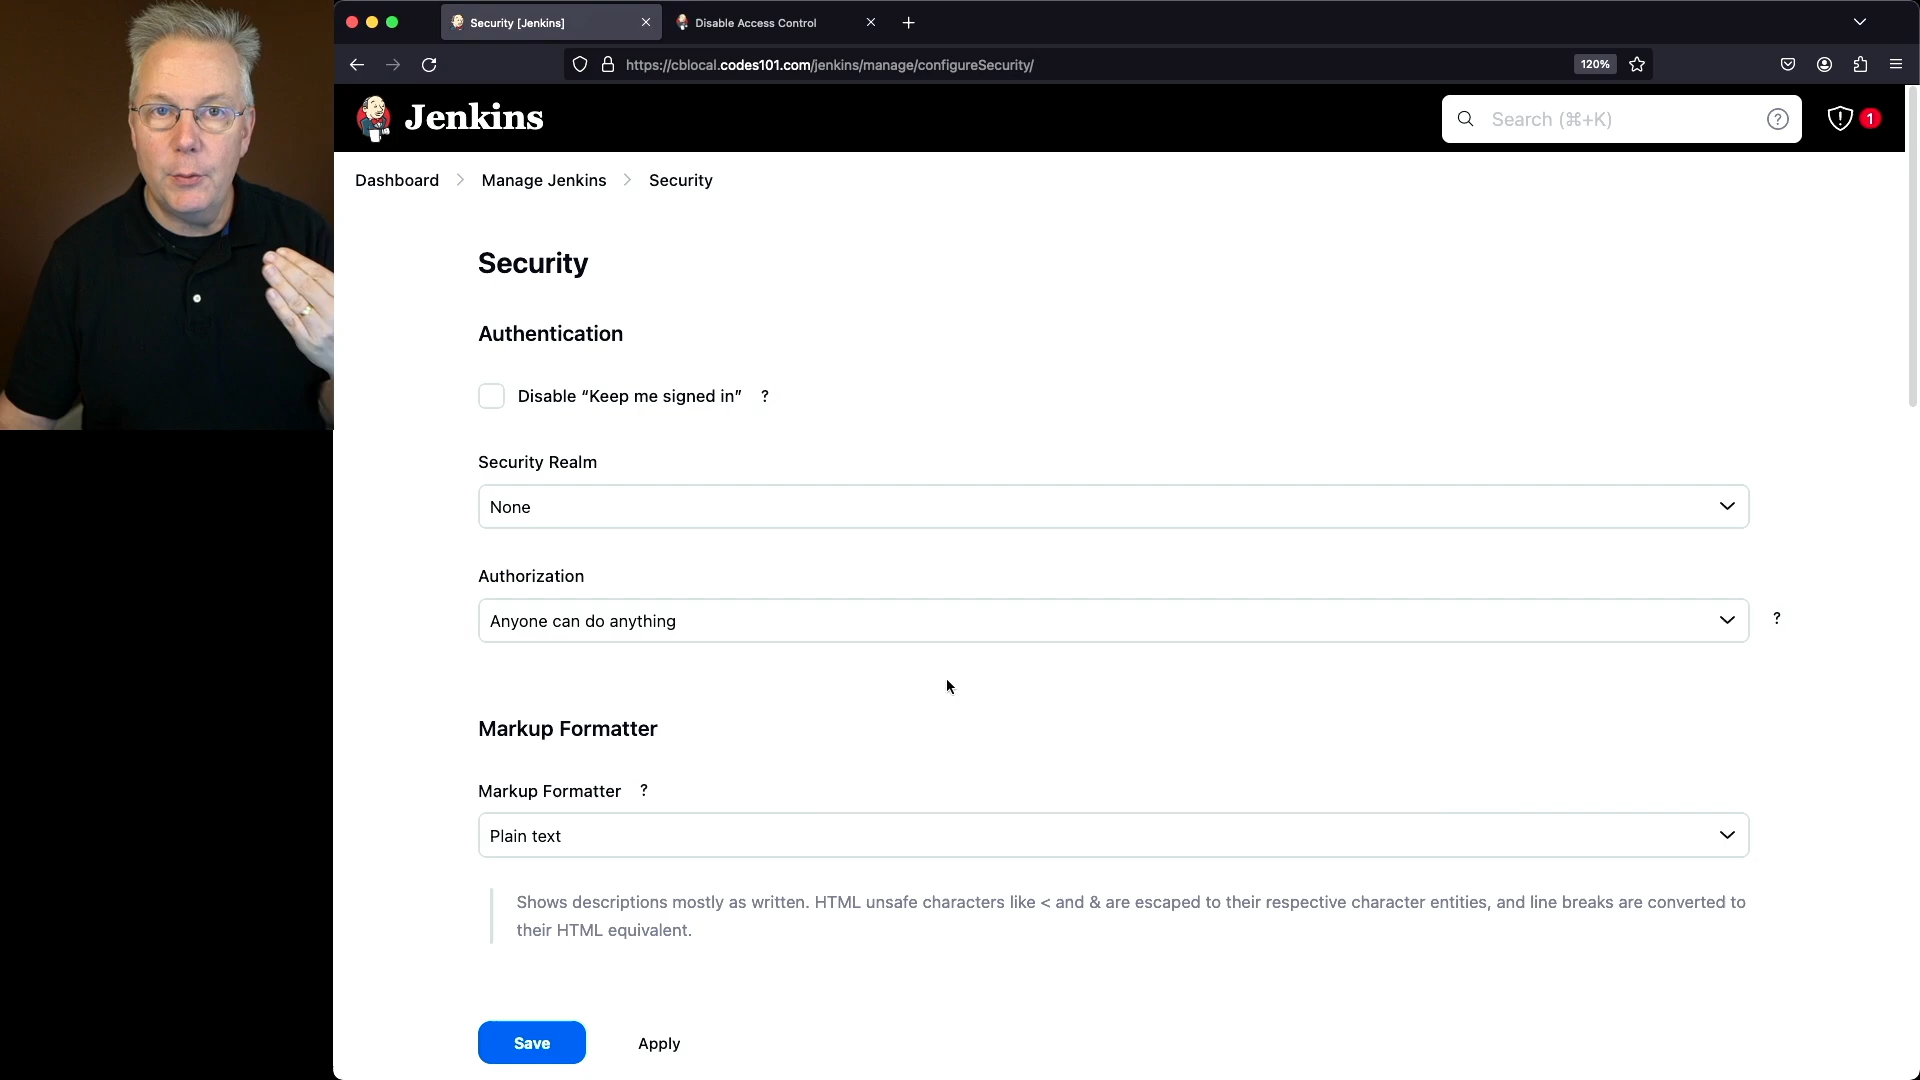 Security [Jenkins]
Disable Access Control
https://cblocal.codes101.com/jenkins/manage/configureSecurity/
120%
Jenkins
Search (⌘+K)
?
1
Dashboard > Manage Jenkins > Security
Security
Authentication
Disable “Keep me signed in” ?
Security Realm
None
Authorization
Anyone can do anything
?
Markup Formatter
Markup Formatter ?
Plain text
Shows descriptions mostly as written. HTML unsafe characters like < and & are escaped to their respective character entities, and line breaks are converted to
their HTML equivalent.
Save Apply